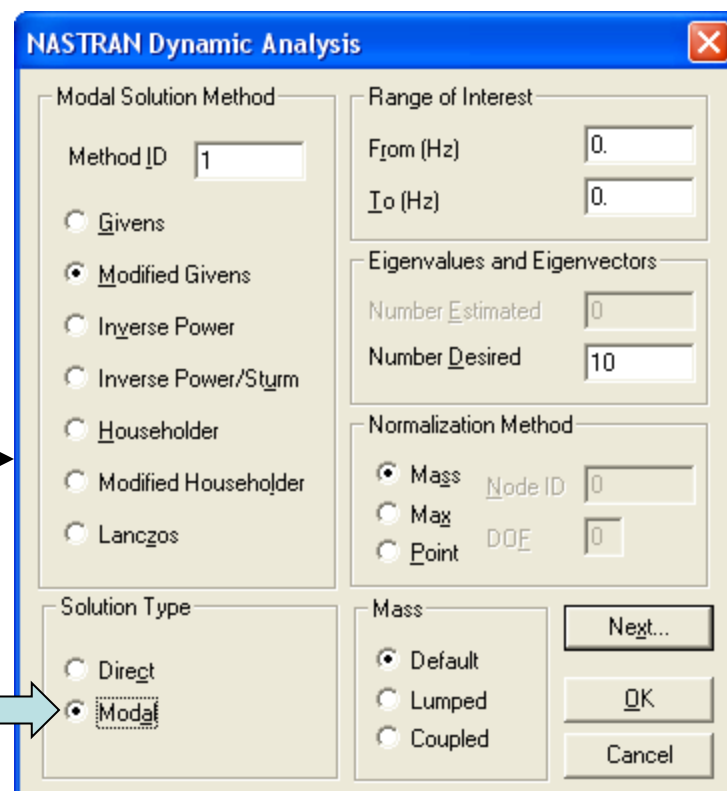 NASTRAN Dynamic Analysis
Modal Solution Method
Method ID 1
Givens
Modified Givens
Inverse Power
Inverse Power/Sturm
Householder
Modified Householder
Lanczos
Range of Interest
From (Hz) 0.
To (Hz) 0.
Eigenvalues and Eigenvectors
Number Estimated 0
Number Desired 10
Normalization Method
Mass
Max
Point
Node ID 0
DOF 0
Solution Type
Direct
Modal
Mass
Default
Lumped
Coupled
Next...
OK
Cancel